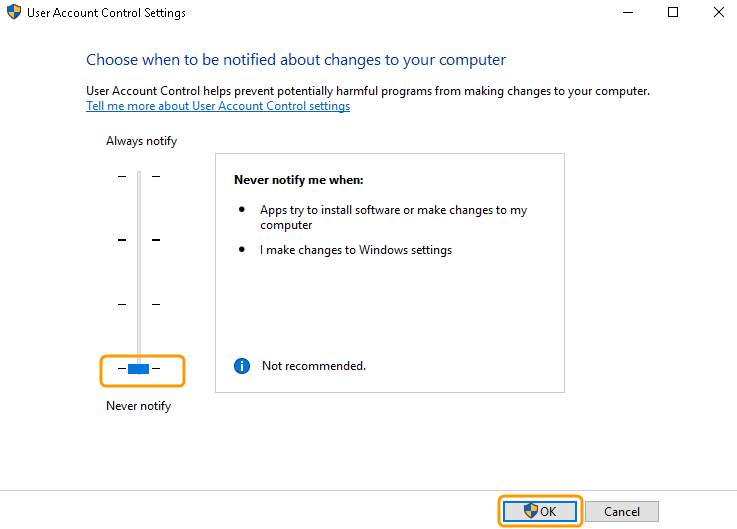 User Account Control Settings
Choose when to be notified about changes to your computer
User Account Control helps prevent potentially harmful programs from making changes to your computer.
Tell me more about User Account Control settings
Always notify
Never notify me when:
Apps try to install software or make changes to my
computer
I make changes to Windows settings
Not recommended.
Never notify
OK
Cancel